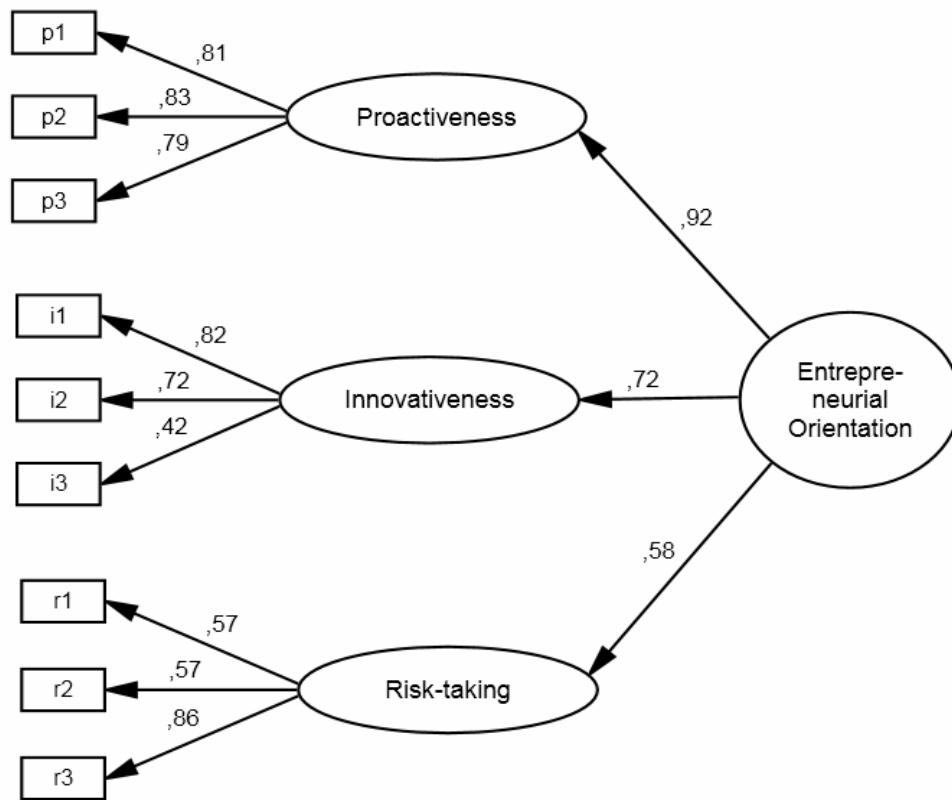 p1
,81
p2
,83
Proactiveness
,79
p3
,92
i1
,82
i2
,72
Innovativeness
,72
,42
i3
Entrepre-
neurial
Orientation
,58
r1
,57
r2
,57
Risk-taking
,86
r3